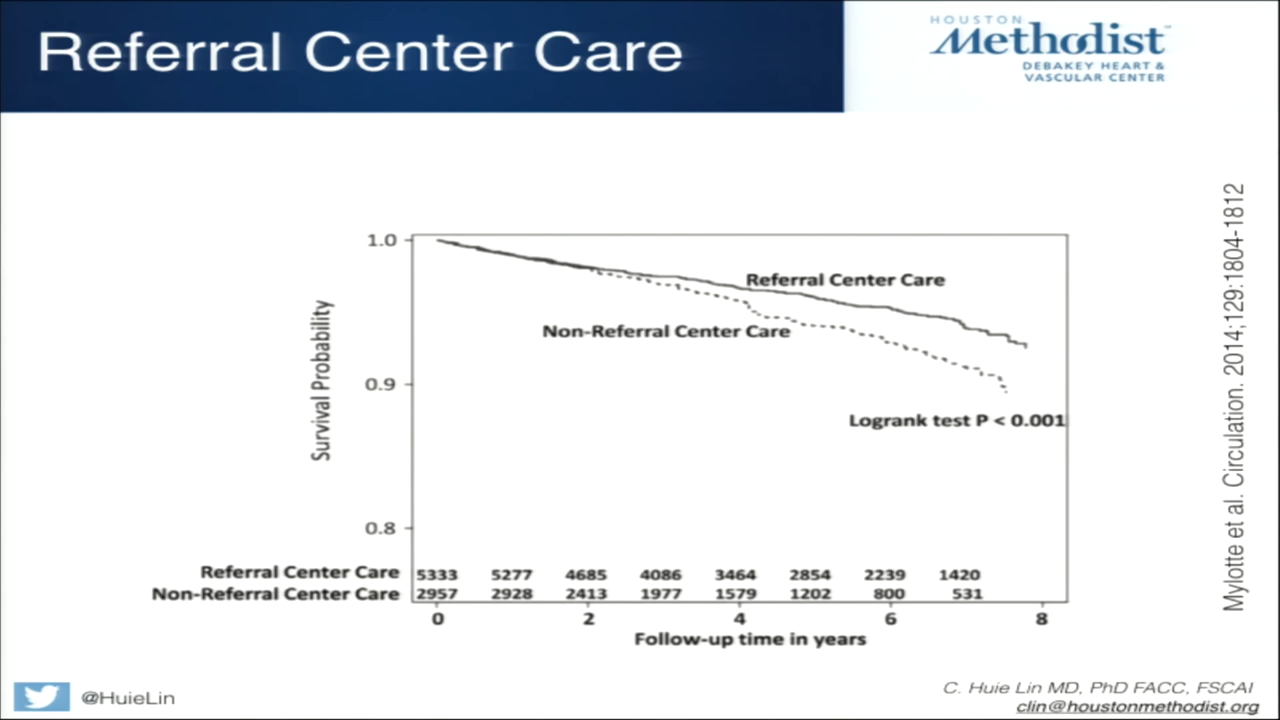 Referral Center Care
HOUSTON
Methodist
DEBAKEY HEART &
VASCULAR CENTER
1.0
0.9
0.8
Survival Probability
Referral Center Care
Non-Referral Center Care
Logrank test P < 0.001
Referral Center Care 5333 5277 4685 4086 3464 2854 2239 1420
Non-Referral Center Care 2957 2928 2413 1977 1579 1202 800 531
0 2 4 6 8
Follow-up time in years
Mylotte et al. Circulation. 2014;129:1804-1812
@HuieLin
C. Huie Lin MD, PhD FACC, FSCAI
clin@houstonmethodist.org